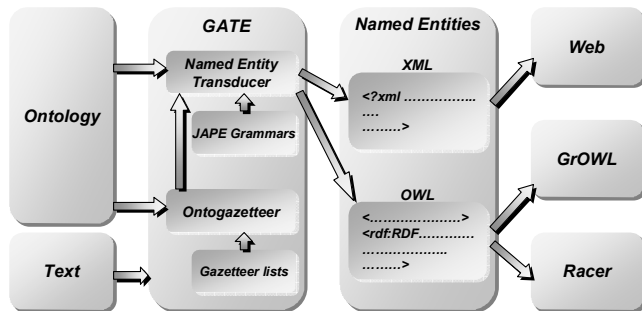 Ontology
Text
GATE
Named Entity
Transducer
JAPE Grammars
Ontogazetteer
Gazetteer lists
Named Entities
XML
<?xml ................
....
.........>
OWL
<.....................>
<rdf:RDF.............
....................
.........>
Web
GrOWL
Racer